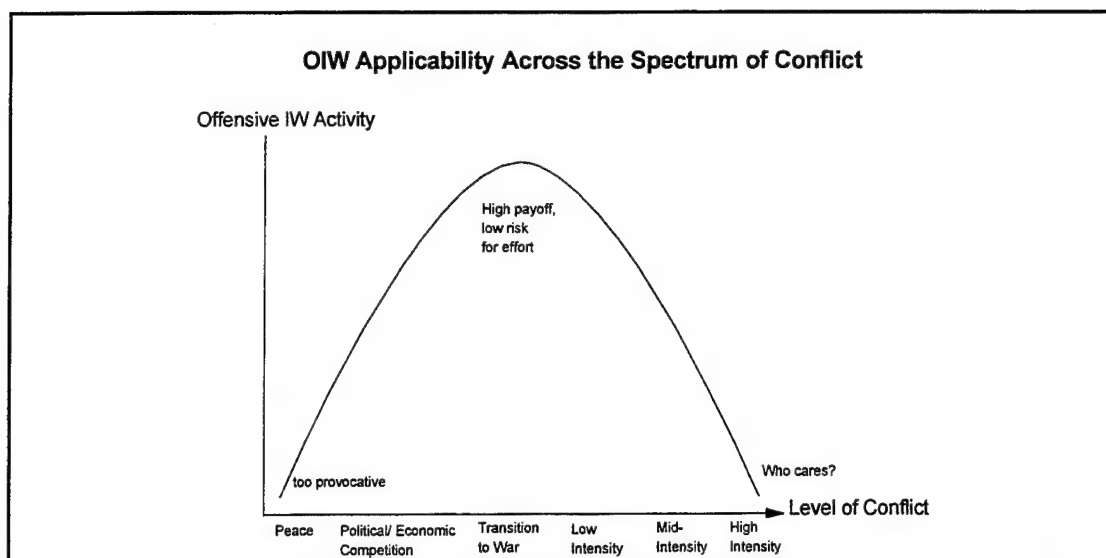 OIW Applicability Across the Spectrum of Conflict
Offensive IW Activity
High payoff,
low risk
for effort
too provocative
Who cares?
Level of Conflict
Peace
Political/ Economic
Competition
Transition
to War
Low
Intensity
Mid-
Intensity
High
Intensity